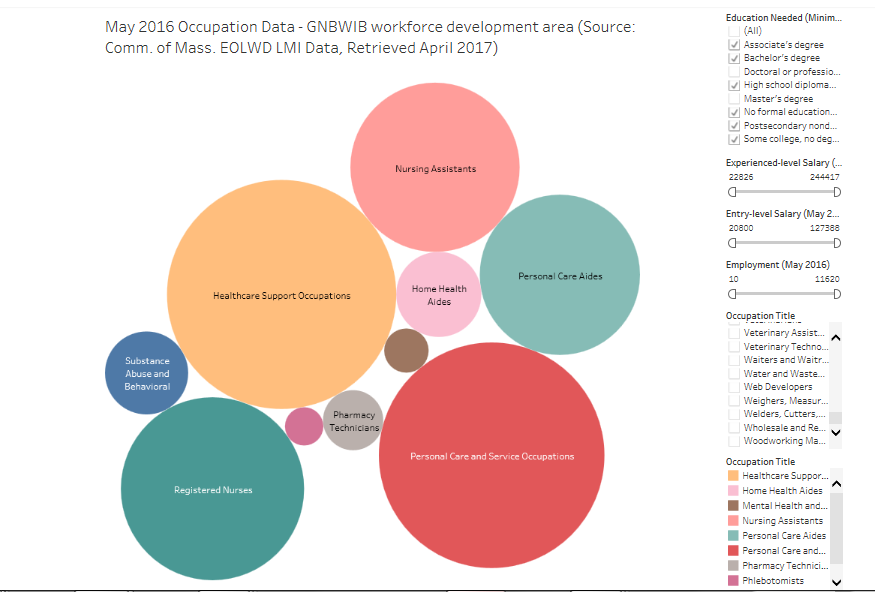 May 2016 Occupation Data - GNBWIB workforce development area (Source:
Comm. of Mass. EOLWD LMI Data, Retrieved April 2017)
Nursing Assistants
Personal Care Aides
Home Health
Aides
Healthcare Support Occupations
Substance
Abuse and
Behavioral
Pharmacy
Technicians
Personal Care and Service Occupations
Registered Nurses
Education Needed (Minim...
(All)
Associate's degree
Bachelor's degree
Doctoral or professio...
High school diploma...
Master's degree
No formal education...
Postsecondary nond...
Some college, no deg...
Experienced-level Salary (...
22826 244417
Entry-level Salary (May 2...
20800 127388
Employment (May 2016)
10 11620
Occupation Title
Veterinary Assist...
Veterinary Techno...
Waiters and Waitr...
Water and Waste...
Web Developers
Weighers, Measur...
Welders, Cutters,...
Wholesale and Re...
Woodworking Ma...
Occupation Title
Healthcare Suppor...
Home Health Aides
Mental Health and...
Nursing Assistants
Personal Care Aides
Personal Care and...
Pharmacy Technici...
Phlebotomists